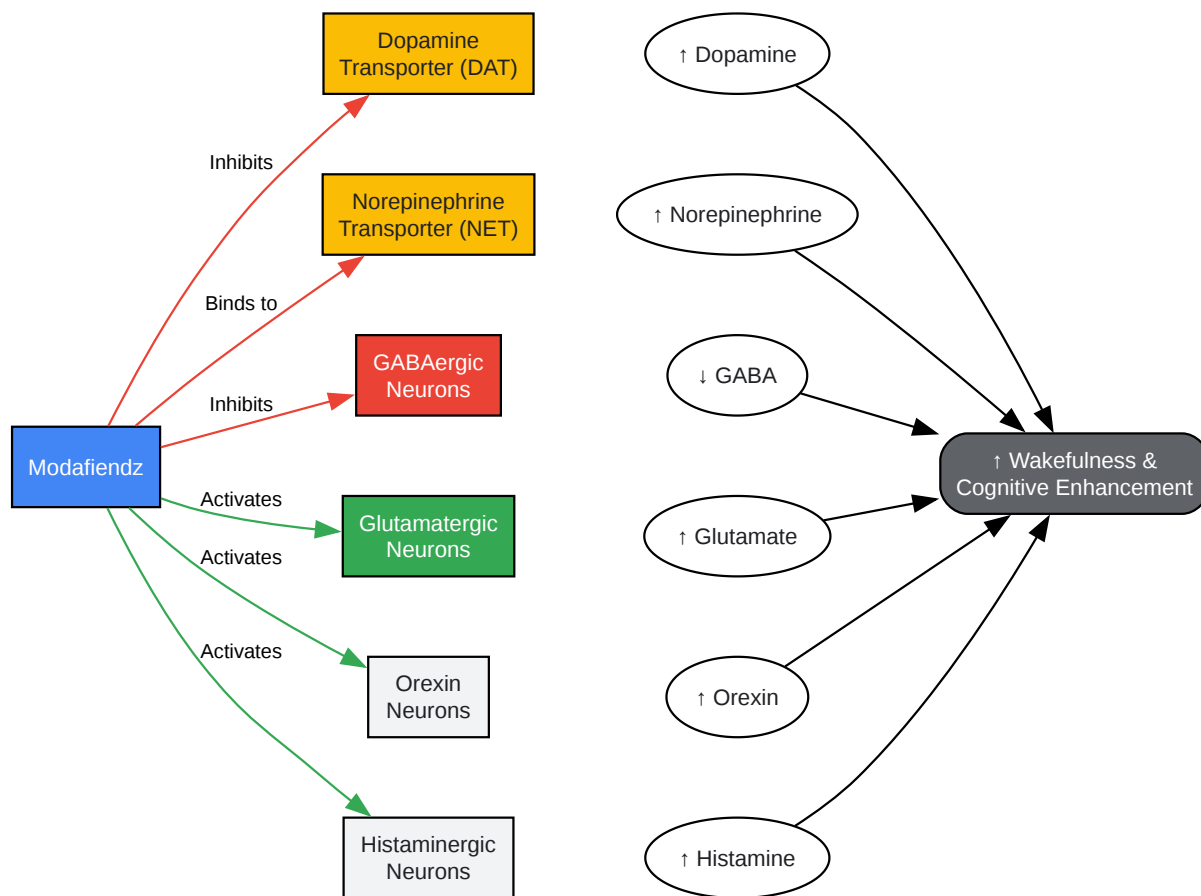 Dopamine
Transporter (DAT)
↑ Dopamine
Inhibits
Norepinephrine
Transporter (NET)
↑ Norepinephrine
Binds to
GABAergic
Neurons
↓ GABA
Inhibits
Modafiendz
↑ Wakefulness &
Cognitive Enhancement
Activates
Glutamatergic
Neurons
↑ Glutamate
Activates
Activates
Orexin
Neurons
↑ Orexin
Histaminergic
Neurons
↑ Histamine